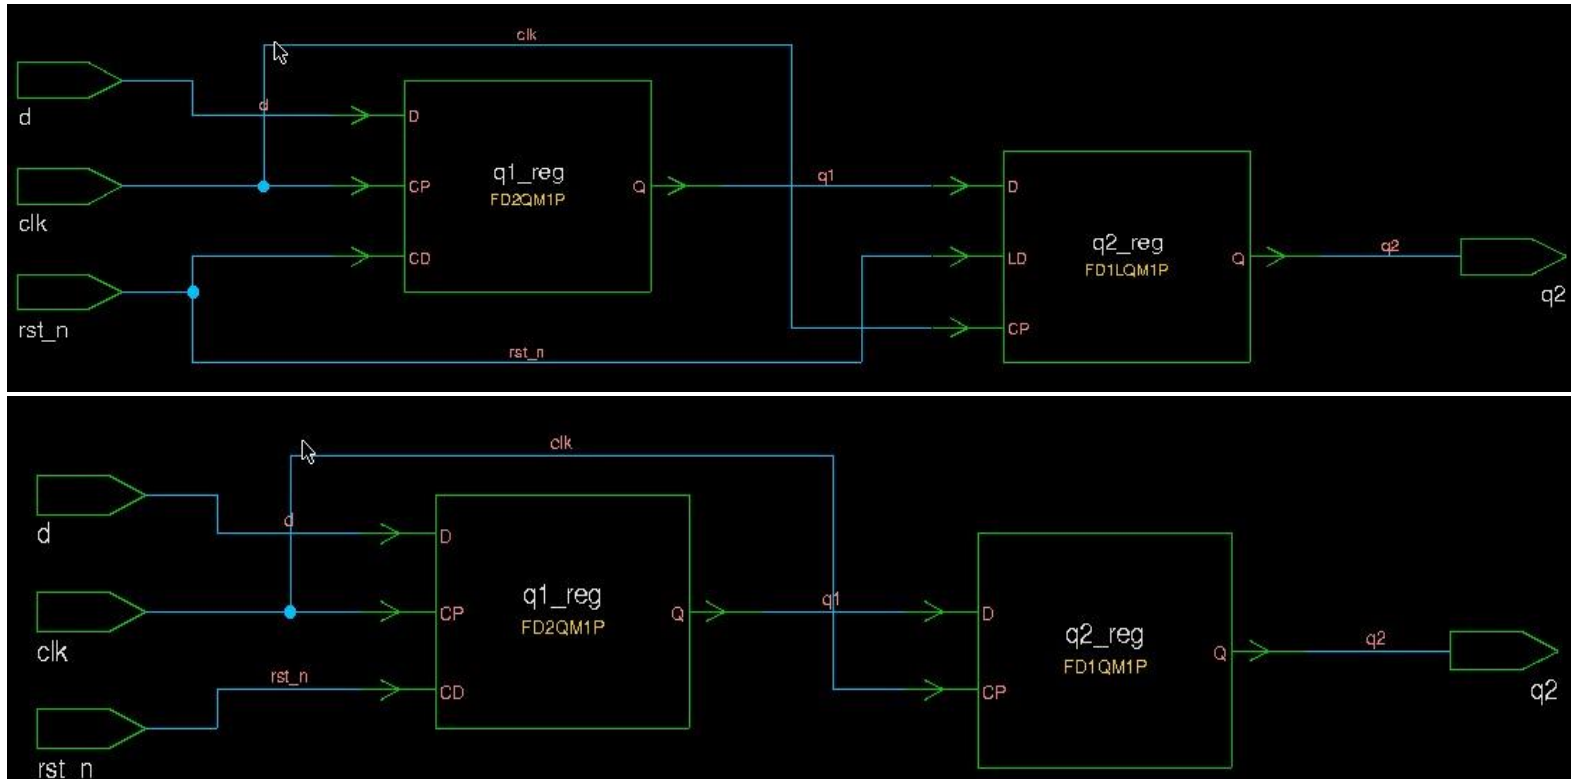 clk
d
d
D
q1_reg
FD2QM1P
clk
CP
Q
q1
D
q2_reg
FD1LQM1P
rst_n
CD
LD
Q
q2
q2
CP
rst_n
clk
d
d
D
q1_reg
FD2QM1P
clk
CP
Q
q1
D
q2_reg
FD1QM1P
Q
q2
q2
rst_n
CD
CP
rst_n